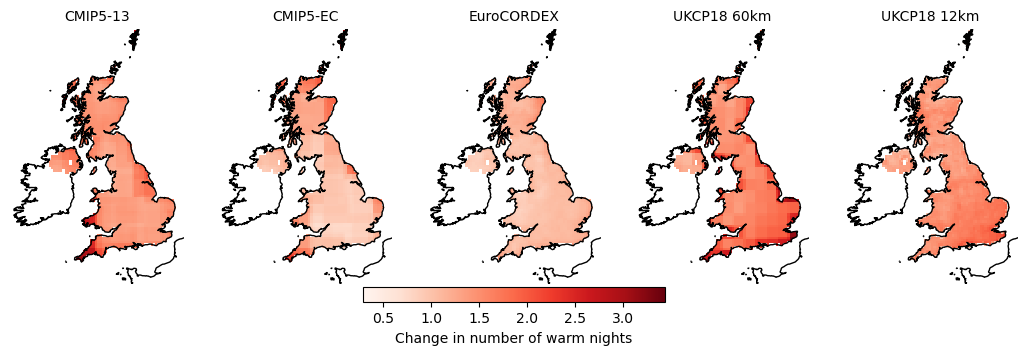 CMIP5-13 CMIP5-EC EuroCORDEX UKCP18 60km UKCP18 12km
0.5 1.0 1.5 2.0 2.5 3.0
Change in number of warm nights